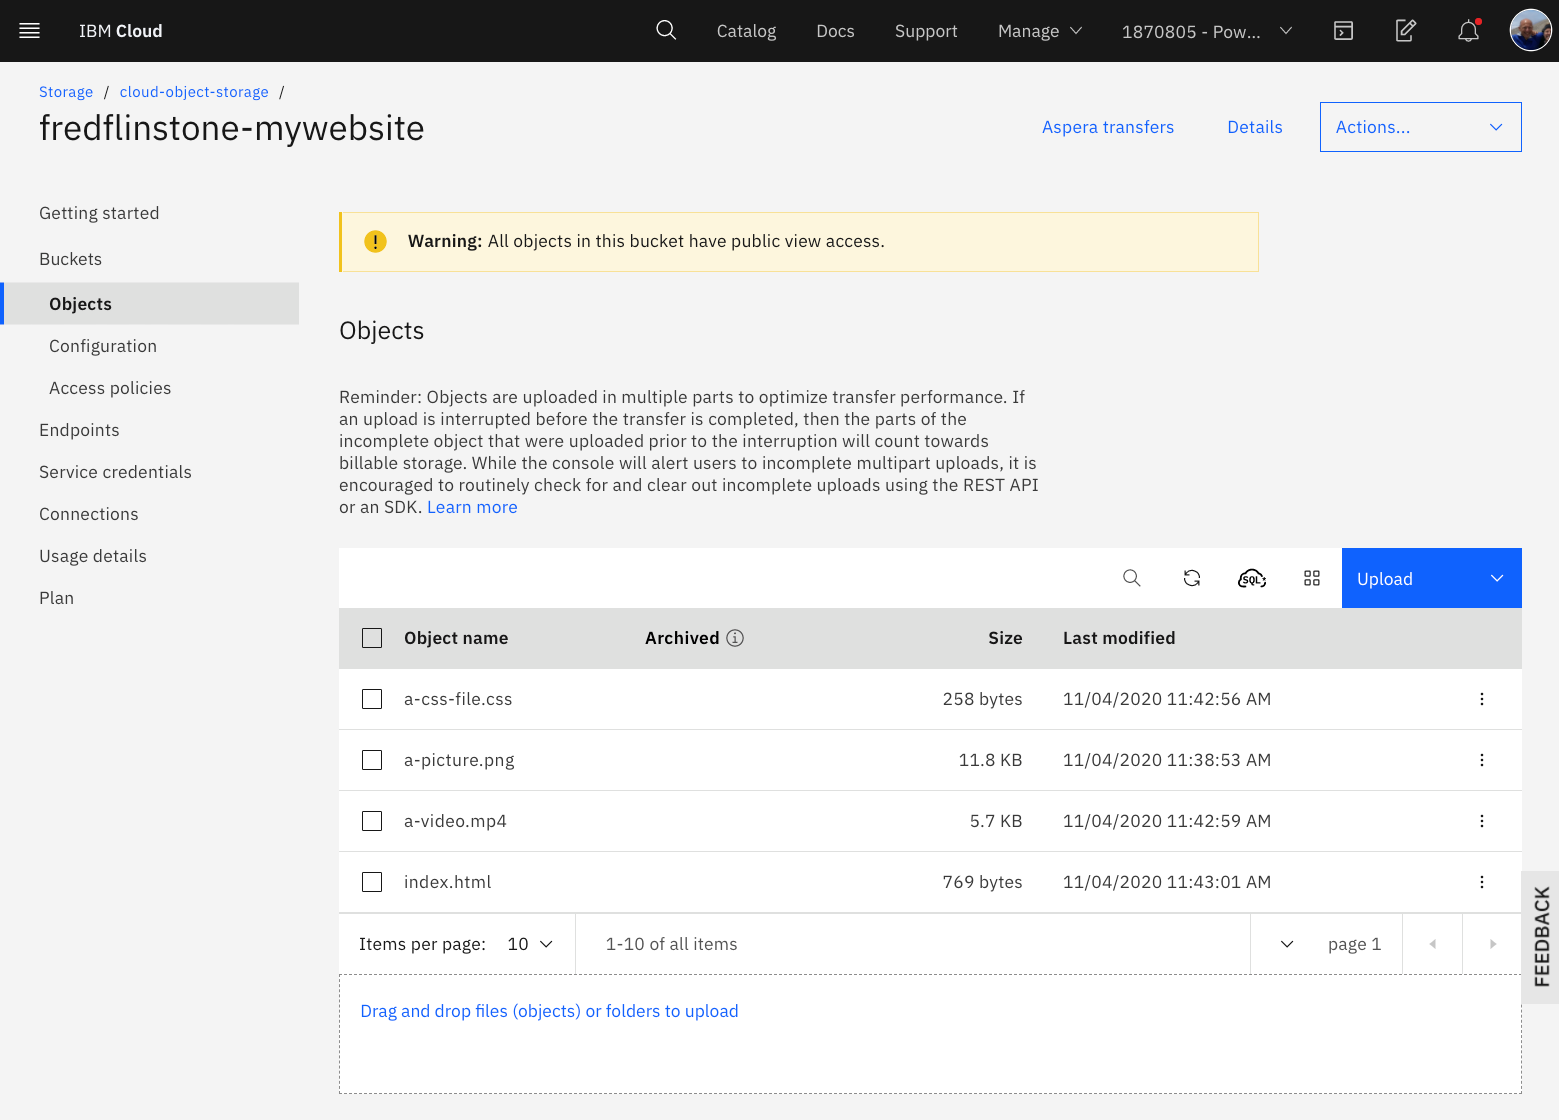 IBM Cloud
Catalog
Docs
Support
Manage
1870805 - Pow...
Storage / cloud-object-storage /
fredflinstone-mywebsite
Aspera transfers
Details
Actions...
Getting started
Buckets
Objects
Configuration
Access policies
Endpoints
Service credentials
Connections
Usage details
Plan
Warning: All objects in this bucket have public view access.
Objects
Reminder: Objects are uploaded in multiple parts to optimize transfer performance. If
an upload is interrupted before the transfer is completed, then the parts of the
incomplete object that were uploaded prior to the interruption will count towards
billable storage. While the console will alert users to incomplete multipart uploads, it is
encouraged to routinely check for and clear out incomplete uploads using the REST API
or an SDK. Learn more
SQL
Upload
Object name Archived Size Last modified
a-css-file.css 258 bytes 11/04/2020 11:42:56 AM
a-picture.png 11.8 KB 11/04/2020 11:38:53 AM
a-video.mp4 5.7 KB 11/04/2020 11:42:59 AM
index.html 769 bytes 11/04/2020 11:43:01 AM
Items per page: 10 1-10 of all items page 1
Drag and drop files (objects) or folders to upload
FEEDBACK